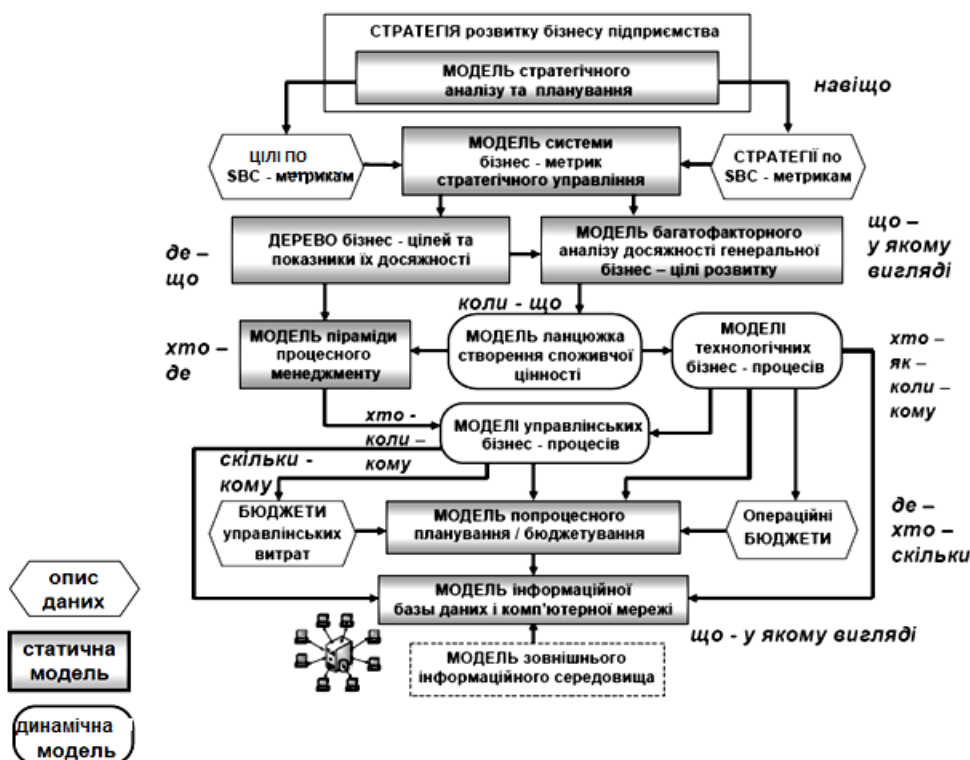 СТРАТЕГІЯ розвитку бізнесу підприємства
МОДЕЛЬ стратегічного
аналізу та планування
навіщо
ЦІЛІ ПО
SBC - метрикам
МОДЕЛЬ системи
бізнес - метрик
стратегічного управління
СТРАТЕГІЇ по
SBC - метрикам
де –
що
ДЕРЕВО бізнес - цілей та
показники їх досяжності
МОДЕЛЬ багатофакторного
аналізу досяжності генеральної
бізнес – цілі розвитку
що –
у якому
вигляді
коли - що
хто –
де
МОДЕЛЬ піраміди
процесного
менеджменту
МОДЕЛЬ ланцюжка
створення споживчої
цінності
МОДЕЛІ
технологічних
бізнес - процесів
хто –
як –
коли –
кому
хто -
коли –
кому
МОДЕЛІ управлінських
бізнес - процесів
скільки -
кому
БЮДЖЕТИ
управлінських
витрат
МОДЕЛЬ попроцесного
планування / бюджетування
Операційні
БЮДЖЕТИ
де –
хто –
скільки
МОДЕЛЬ інформаційної
базы даних і комп'ютерної мережі
що - у якому вигляді
МОДЕЛЬ зовнішнього
інформаційного середовища
опис
даних
статична
модель
динамічна
модель